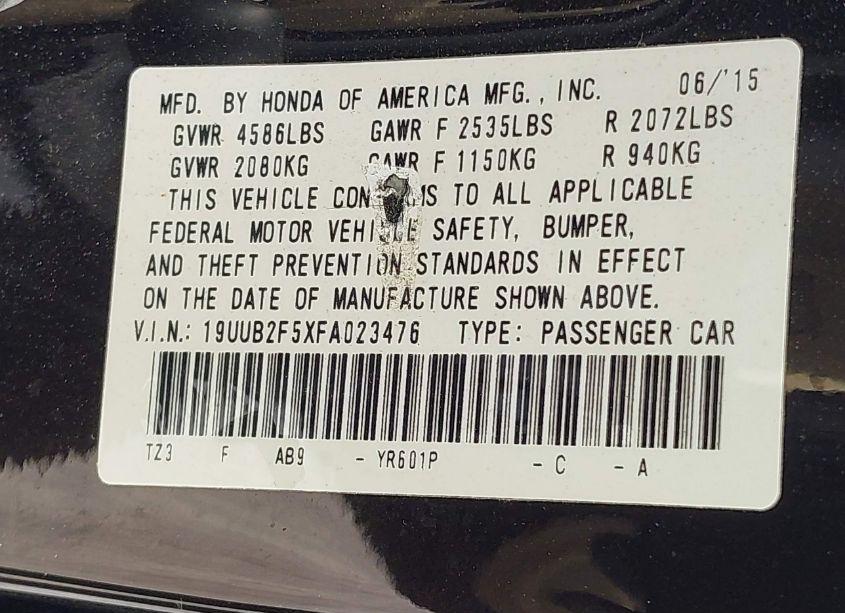 MFD. BY HONDA OF AMERICA MFG., INC. 06/'15
GVWR 4586LBS GAWR F 2535LBS R 2072LBS
GVWR 2080KG GAWR F 1150KG R 940KG
THIS VEHICLE TO ALL APPLICABLE
FEDERAL MOTOR VEHICLE SAFETY, BUMPER,
AND THEFT PREVENTION STANDARDS IN EFFECT
ON THE DATE OF MANUFACTURE SHOWN ABOVE.
V.I.N.: 19UUB2F5XFA023476 TYPE: PASSENGER CAR
TZ3 F AB9 - YR601P - C - A